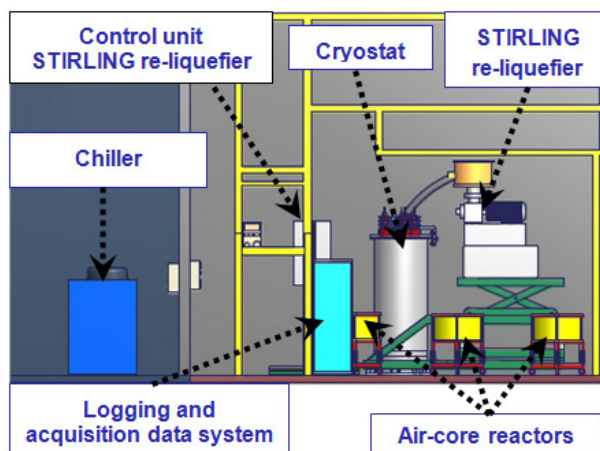 Control unit
STIRLING re-liquefier
Cryostat
STIRLING
re-liquefier
Chiller
Logging and
acquisition data system
Air-core reactors